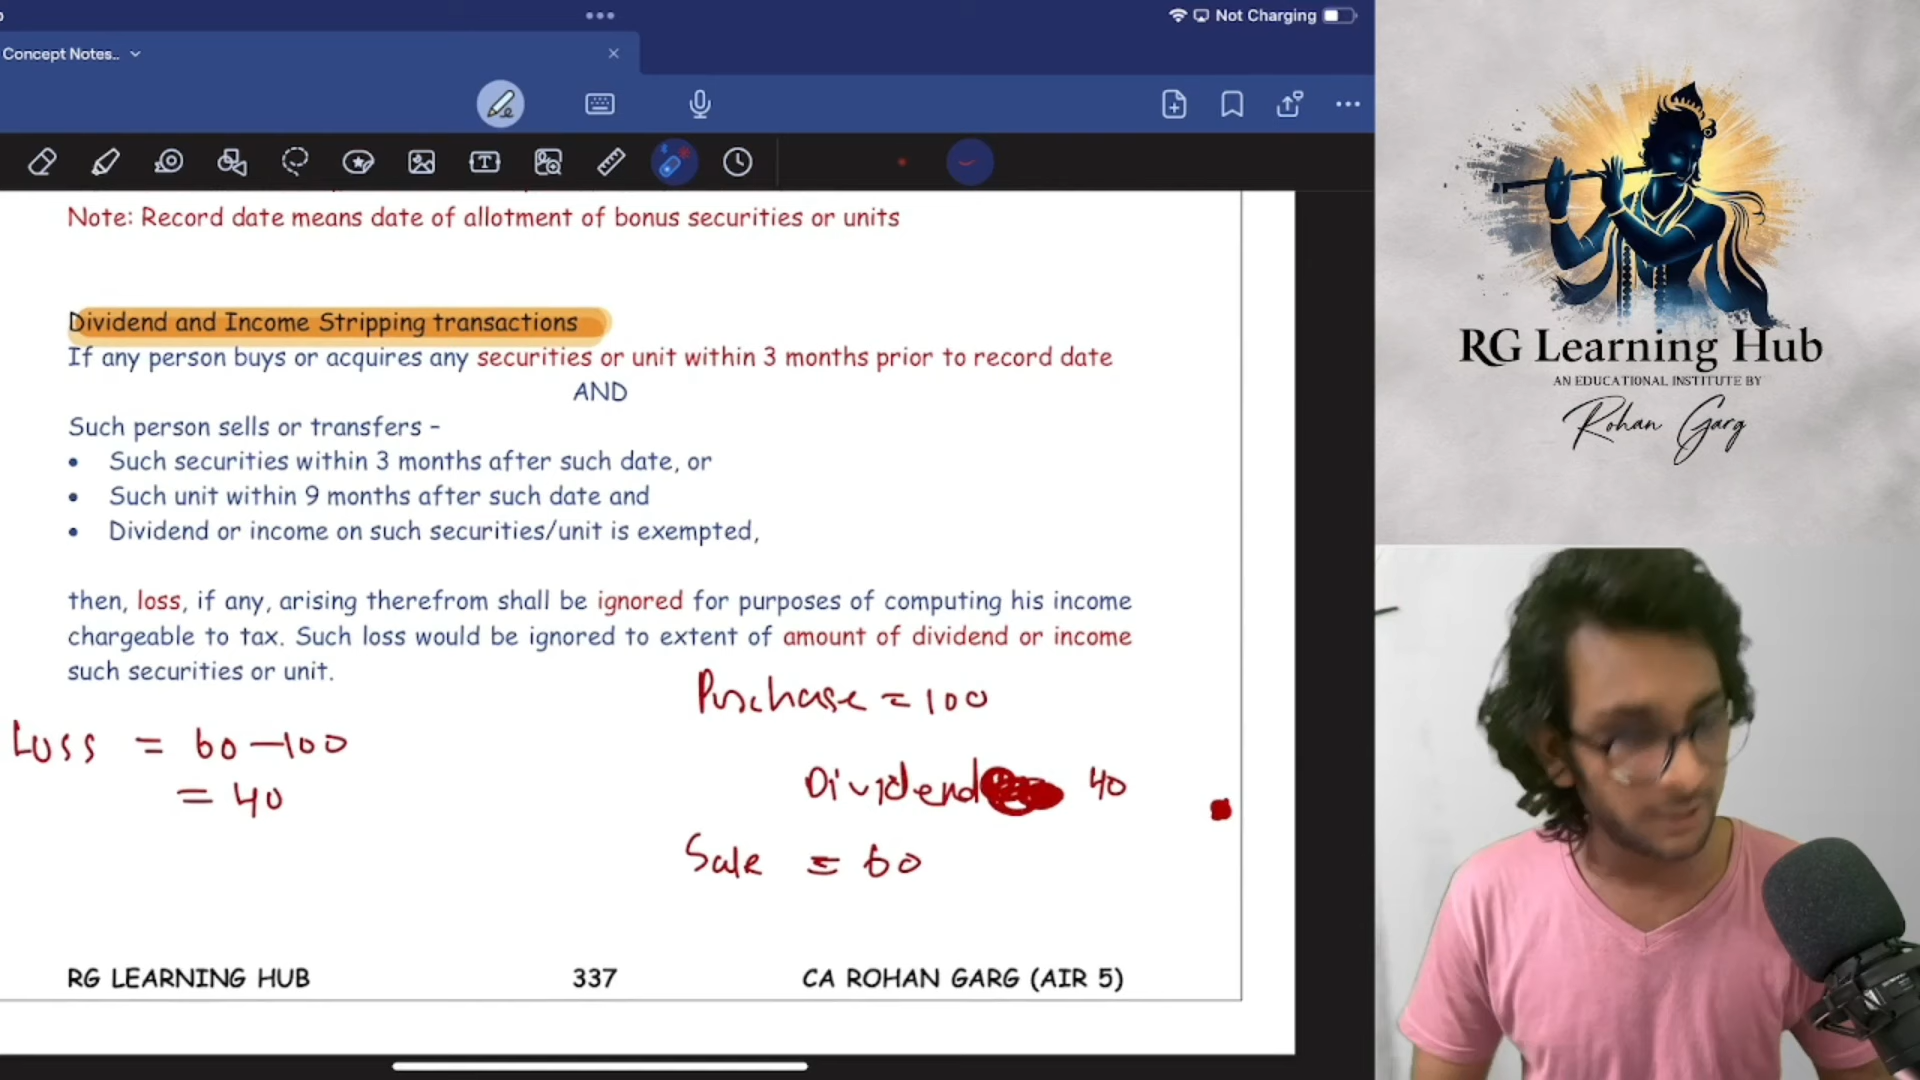 Not Charging
Concept Notes..
Note: Record date means date of allotment of bonus securities or units
Dividend and Income Stripping transactions
If any person buys or acquires any securities or unit within 3 months prior to record date
AND
Such person sells or transfers –
• Such securities within 3 months after such date, or
• Such unit within 9 months after such date and
• Dividend or income on such securities/unit is exempted,
then, loss, if any, arising therefrom shall be ignored for purposes of computing his income
chargeable to tax. Such loss would be ignored to extent of amount of dividend or income
such securities or unit.
Purchase = 100
Loss = 60 – 100
= 40
Dividend 40
Sale = 60
RG LEARNING HUB 337 CA ROHAN GARG (AIR 5)
RG Learning Hub
AN EDUCATIONAL INSTITUTE BY
Rohan Garg